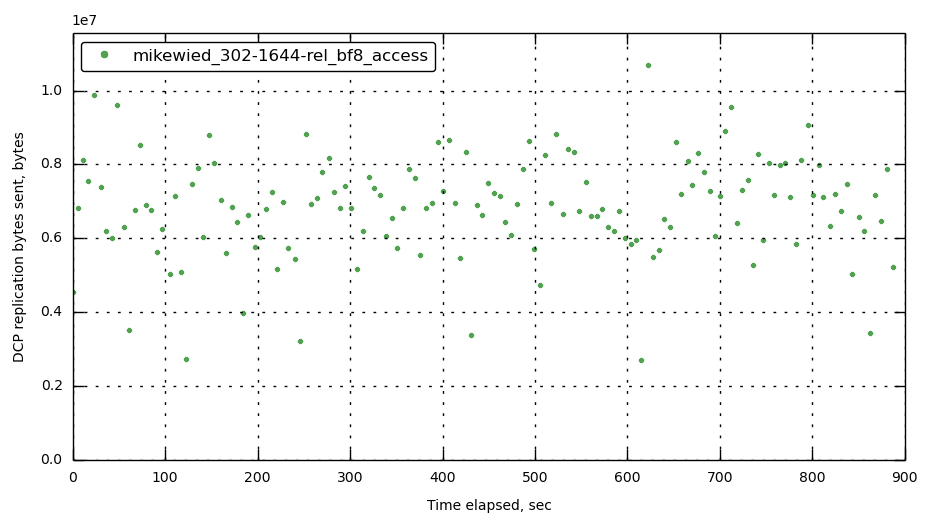 1e7
mikewied_302-1644-rel_bf8_access
1.0
0.8
0.6
0.4
0.2
0.0
DCP replication bytes sent, bytes
0 100 200 300 400 500 600 700 800 900
Time elapsed, sec